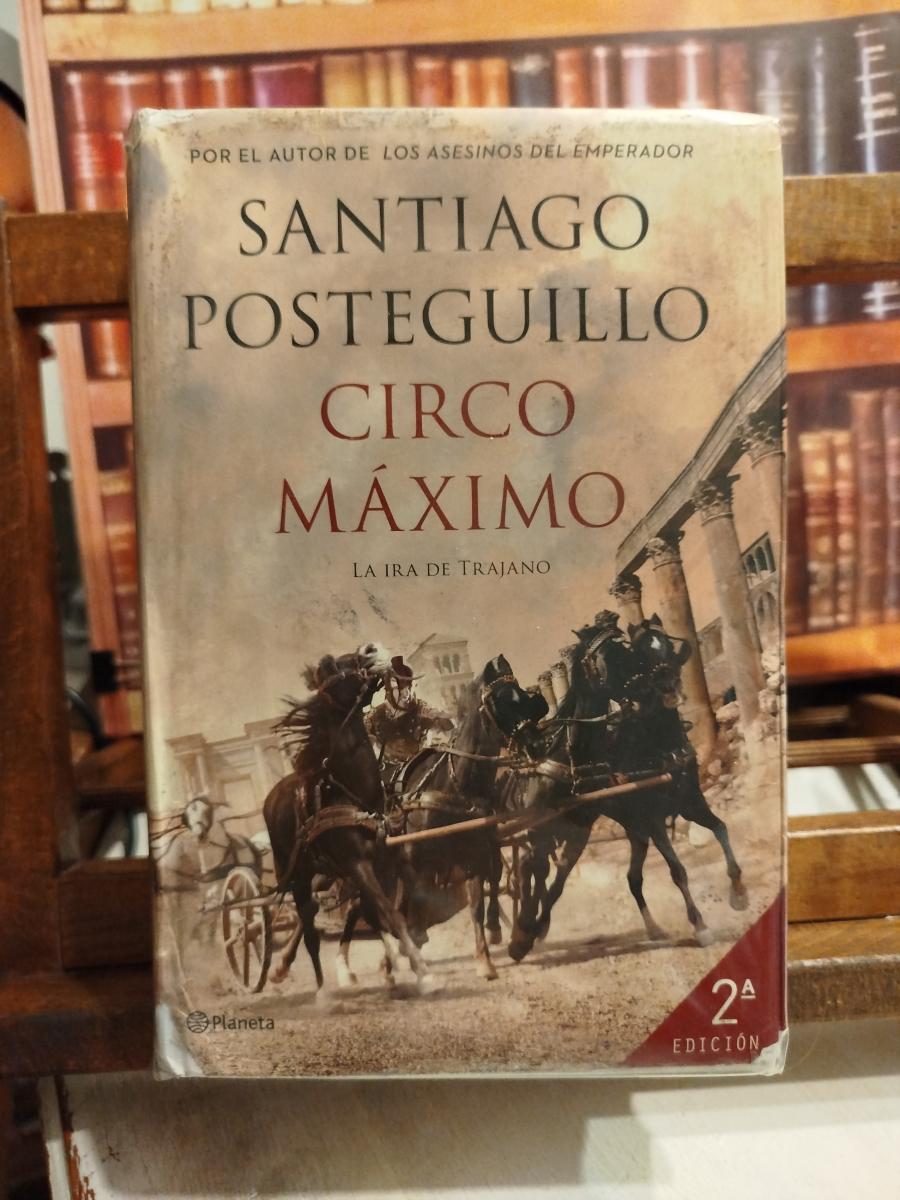 POR EL AUTOR DE LOS ASESINOS DEL EMPERADOR
SANTIAGO
POSTEGUILLO
CIRCO
MÁXIMO
LA IRA DE TRAJANO
Planeta
2ª
EDICIÓN